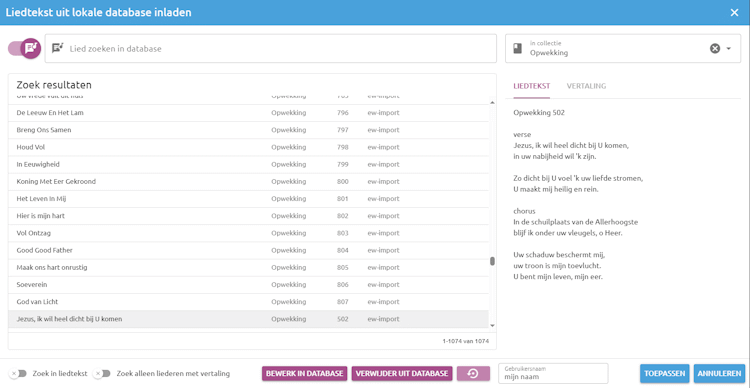 Liedtekst uit lokale database inladen
Lied zoeken in database
in collectie
Opwekking
Zoek resultaten
De Leeuw En Het Lam Opwekking 796 ew-import
Breng Ons Samen Opwekking 797 ew-import
Houd Vol Opwekking 798 ew-import
In Eeuwigheid Opwekking 799 ew-import
Koning Met Eer Gekroond Opwekking 800 ew-import
Het Leven In Mij Opwekking 801 ew-import
Hier is mijn hart Opwekking 802 ew-import
Vol Ontzag Opwekking 803 ew-import
Good Good Father Opwekking 804 ew-import
Maak ons hart onrustig Opwekking 805 ew-import
Soeverein Opwekking 806 ew-import
God van Licht Opwekking 807 ew-import
Jezus, ik wil heel dicht bij U komen Opwekking 502 ew-import
1-1074 van 1074
LIEDTEKST VERTALING
Opwekking 502
verse
Jezus, ik wil heel dicht bij U komen,
in uw nabijheid wil 'k zijn.
Zo dicht bij U voel 'k uw liefde stromen,
U maakt mij heilig en rein.
chorus
In de schuilplaats van de Allerhoogste
blijf ik onder uw vleugels, o Heer.
Uw schaduw beschermt mij,
uw troon is mijn toevlucht.
U bent mijn leven, mijn eer.
Zoek in liedtekst
Zoek alleen liederen met vertaling
BEWERK IN DATABASE
VERWIJDER UIT DATABASE
Gebruikersnaam
mijn naam
TOEPASSEN
ANNULEREN